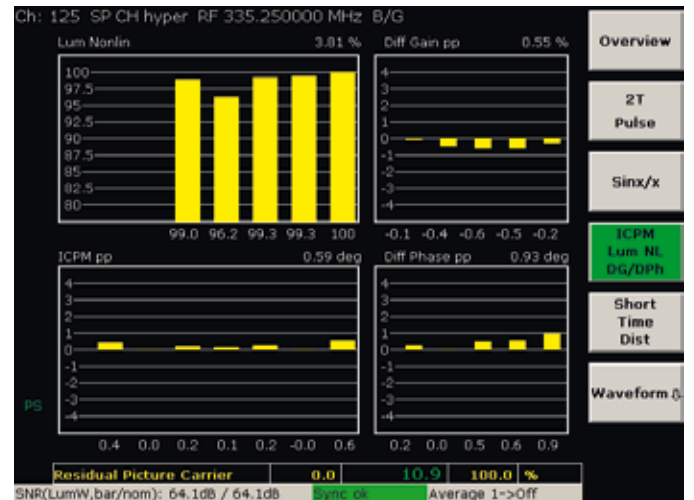 Ch: 125 SP CH hyper RF 335.250000 MHz B/G
Lum Nonlin 3.81 %
100
97.5
95
92.5
90
87.5
85
82.5
80
99.0 96.2 99.3 99.3 100
Diff Gain pp 0.55 %
4
3
2
1
0
-1
-2
-3
-4
-0.1 -0.4 -0.6 -0.5 -0.2
ICPM pp 0.59 deg
4
3
2
1
0
-1
-2
-3
-4
0.4 0.0 0.2 0.1 0.2 -0.0 0.6
Diff Phase pp 0.93 deg
4
3
2
1
0
-1
-2
-3
-4
0.2 0.0 0.5 0.6 0.9
PS
Residual Picture Carrier 0.0 10.9 100.0 %
SNR(LumW,bar/nom): 64.1dB / 64.1dB Sync ok Average 1->Off
Overview
2T
Pulse
Sinx/x
ICPM
Lum NL
DG/DPh
Short
Time
Dist
Waveform ⇩